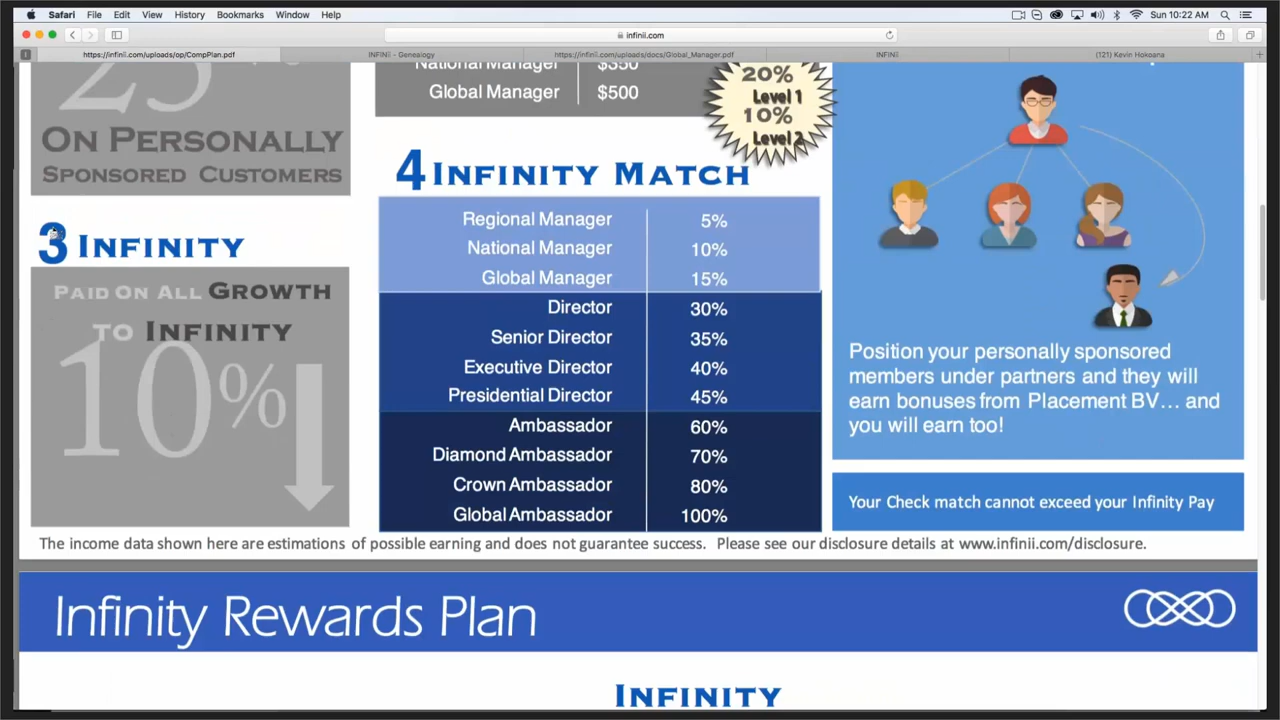 Safari File Edit View History Bookmarks Window Help
Sun 10:22 AM
infinii.com
https://infinii.com/uploads/op/CompPlan.pdf
INFINii - Genealogy
https://infinii.com/uploads/docs/Global_Manager.pdf
INFINii
(121) Kevin Hokoana
On Personally
Sponsored Customers
3 Infinity
Paid On All Growth
to Infinity
10%
National Manager $350
Global Manager $500
20%
Level 1
10%
Level 2
4 Infinity Match
Regional Manager 5%
National Manager 10%
Global Manager 15%
Director 30%
Senior Director 35%
Executive Director 40%
Presidential Director 45%
Ambassador 60%
Diamond Ambassador 70%
Crown Ambassador 80%
Global Ambassador 100%
Position your personally sponsored
members under partners and they will
earn bonuses from Placement BV… and
you will earn too!
Your Check match cannot exceed your Infinity Pay
The income data shown here are estimations of possible earning and does not guarantee success. Please see our disclosure details at www.infinii.com/disclosure.
Infinity Rewards Plan
Infinity